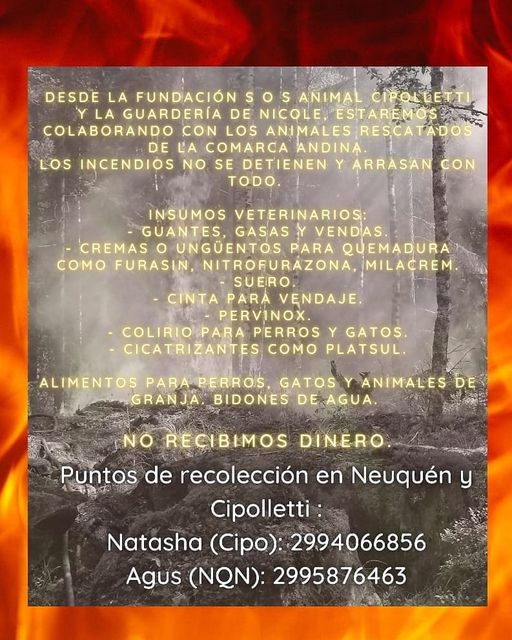 DESDE LA FUNDACIÓN S O S ANIMAL CIPOLLETTI
Y LA GUARDERÍA DE NICOLE, ESTAREMOS
COLABORANDO CON LOS ANIMALES RESCATADOS
DE LA COMARCA ANDINA.
LOS INCENDIOS NO SE DETIENEN Y ARRASAN CON
TODO.
INSUMOS VETERINARIOS:
- GUANTES, GASAS Y VENDAS.
- CREMAS O UNGÜENTOS PARA QUEMADURA
COMO FURASIN, NITROFURAZONA, MILACREM.
- SUERO.
- CINTA PARA VENDAJE.
- PERVINOX.
- COLIRIO PARA PERROS Y GATOS.
- CICATRIZANTES COMO PLATSUL.
ALIMENTOS PARA PERROS, GATOS Y ANIMALES DE
GRANJA. BIDONES DE AGUA.
NO RECIBIMOS DINERO.
Puntos de recolección en Neuquén y
Cipolletti :
Natasha (Cipo): 2994066856
Agus (NQN): 2995876463